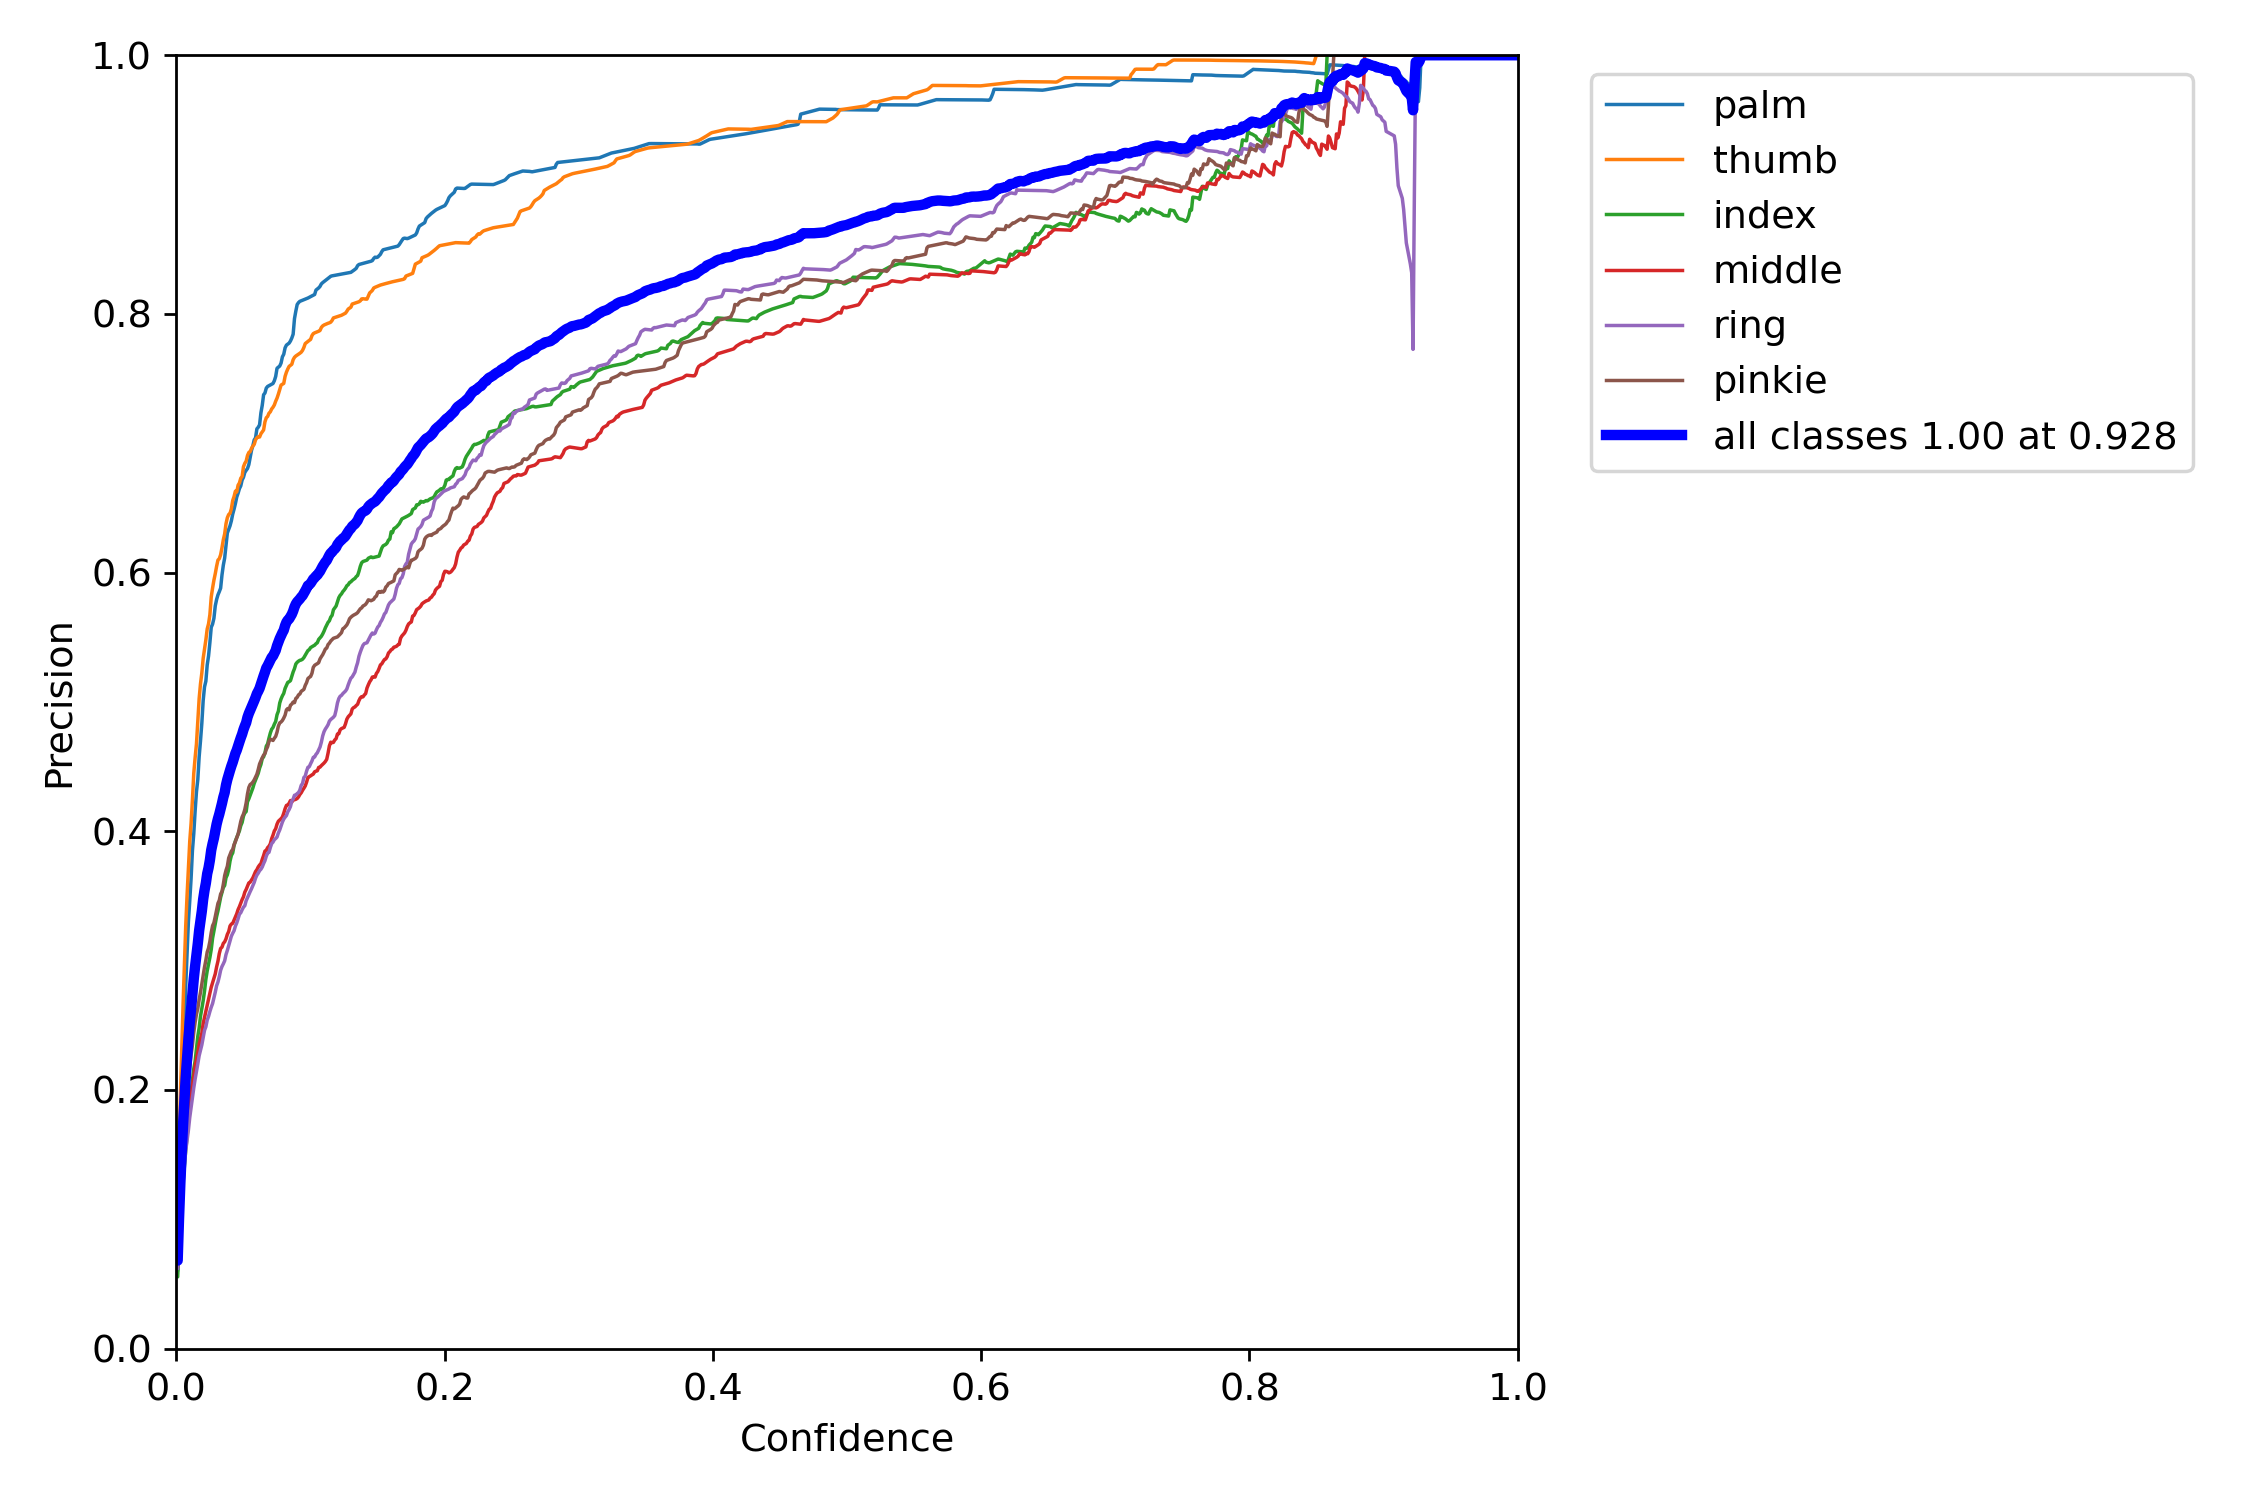 1.0
0.8
0.6
0.4
0.2
0.0
Precision
0.0 0.2 0.4 0.6 0.8 1.0
Confidence
palm
thumb
index
middle
ring
pinkie
all classes 1.00 at 0.928